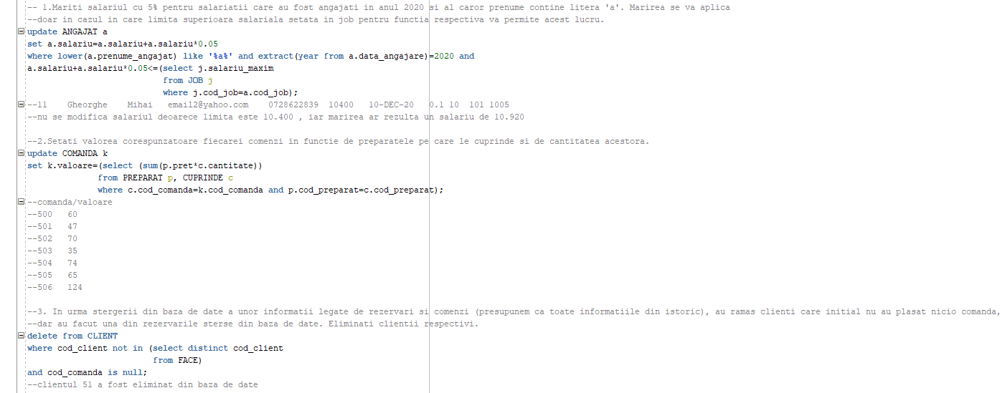 -- 1.Mariti salariul cu 5% pentru salariatii care au fost angajati in anul 2020 si al caror prenume contine litera 'a'. Marirea se va aplica
--doar in cazul in care limita superioara salariala setata in job pentru functia respectiva va permite acest lucru.
update ANGAJAT a
set a.salariu=a.salariu+a.salariu*0.05
where lower(a.prenume_angajat) like '%a%' and extract(year from a.data_angajare)=2020 and
a.salariu+a.salariu*0.05<=(select j.salariu_maxim
from JOB j
where j.cod_job=a.cod_job);
--11 Gheorghe Mihai email2@yahoo.com 0728622839 10400 10-DEC-20 0.1 10 101 1005
--nu se modifica salariul deoarece limita este 10.400 , iar marirea ar rezulta un salariu de 10.920
--2.Setati valorea corespunzatoare fiecarei comenzi in functie de preparatele pe care le cuprinde si de cantitatea acestora.
update COMANDA k
set k.valoare=(select (sum(p.pret*c.cantitate))
from PREPARAT p, CUPRINDE c
where c.cod_comanda=k.cod_comanda and p.cod_preparat=c.cod_preparat);
--comanda/valoare
--500 60
--501 47
--502 70
--503 35
--504 74
--505 65
--506 124
--3. In urma stergerii din baza de date a unor informatii legate de rezervari si comenzi (presupunem ca toate informatiile din istoric), au ramas clienti care initial nu au plasat nicio comanda,
--dar au facut una din rezervarile sterse din baza de date. Eliminati clientii respectivi.
delete from CLIENT
where cod_client not in (select distinct cod_client
from FACE)
and cod_comanda is null;
--clientul 51 a fost eliminat din baza de date